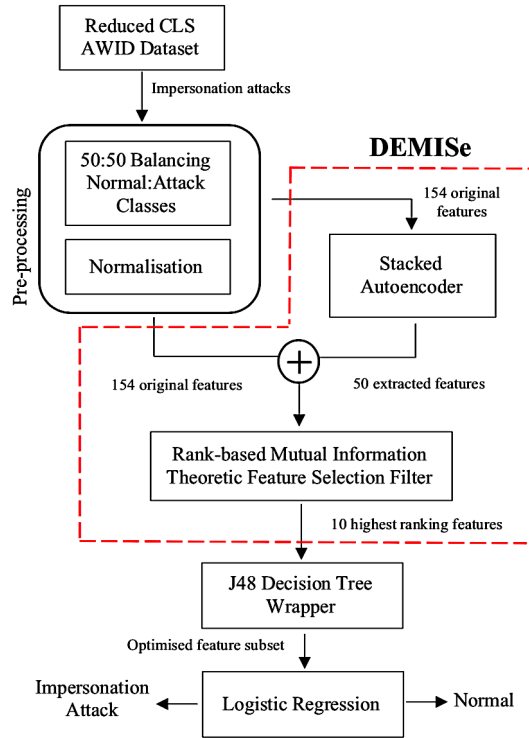 Reduced CLS
AWID Dataset
Impersonation attacks
DEMISe
Pre-processing
50:50 Balancing
Normal:Attack
Classes
Normalisation
154 original
features
Stacked
Autoencoder
154 original features
50 extracted features
Rank-based Mutual Information
Theoretic Feature Selection Filter
10 highest ranking features
J48 Decision Tree
Wrapper
Optimised feature subset
Impersonation
Attack
Logistic Regression
Normal